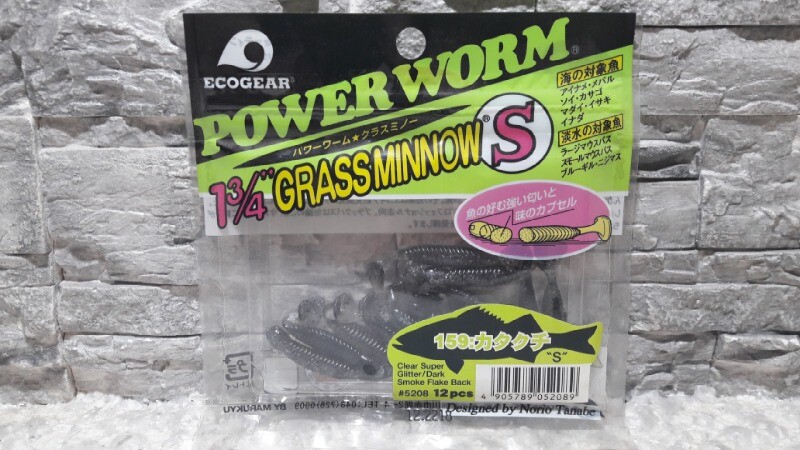 ECOGEAR®
POWER WORM®
パワーワーム★グラスミノー
1 3/4" GRASS MINNOW® S
海の対象魚
アイナメ・メバル
ソイ・カサゴ
マダイ・イサキ
イナダ
淡水の対象魚
ラージマウスバス
スモールマウスバス
ブルーギル・ニジマス
魚の好む強い匂いと
味のカプセル
159:カタクチ
"S"
Clear Super
Glitter/Dark
Smoke Flake Back
#5208 12pcs
4 905789 052089
Designed by Norio Tanabe
BY MARUKYU
TEL:048(728)0909